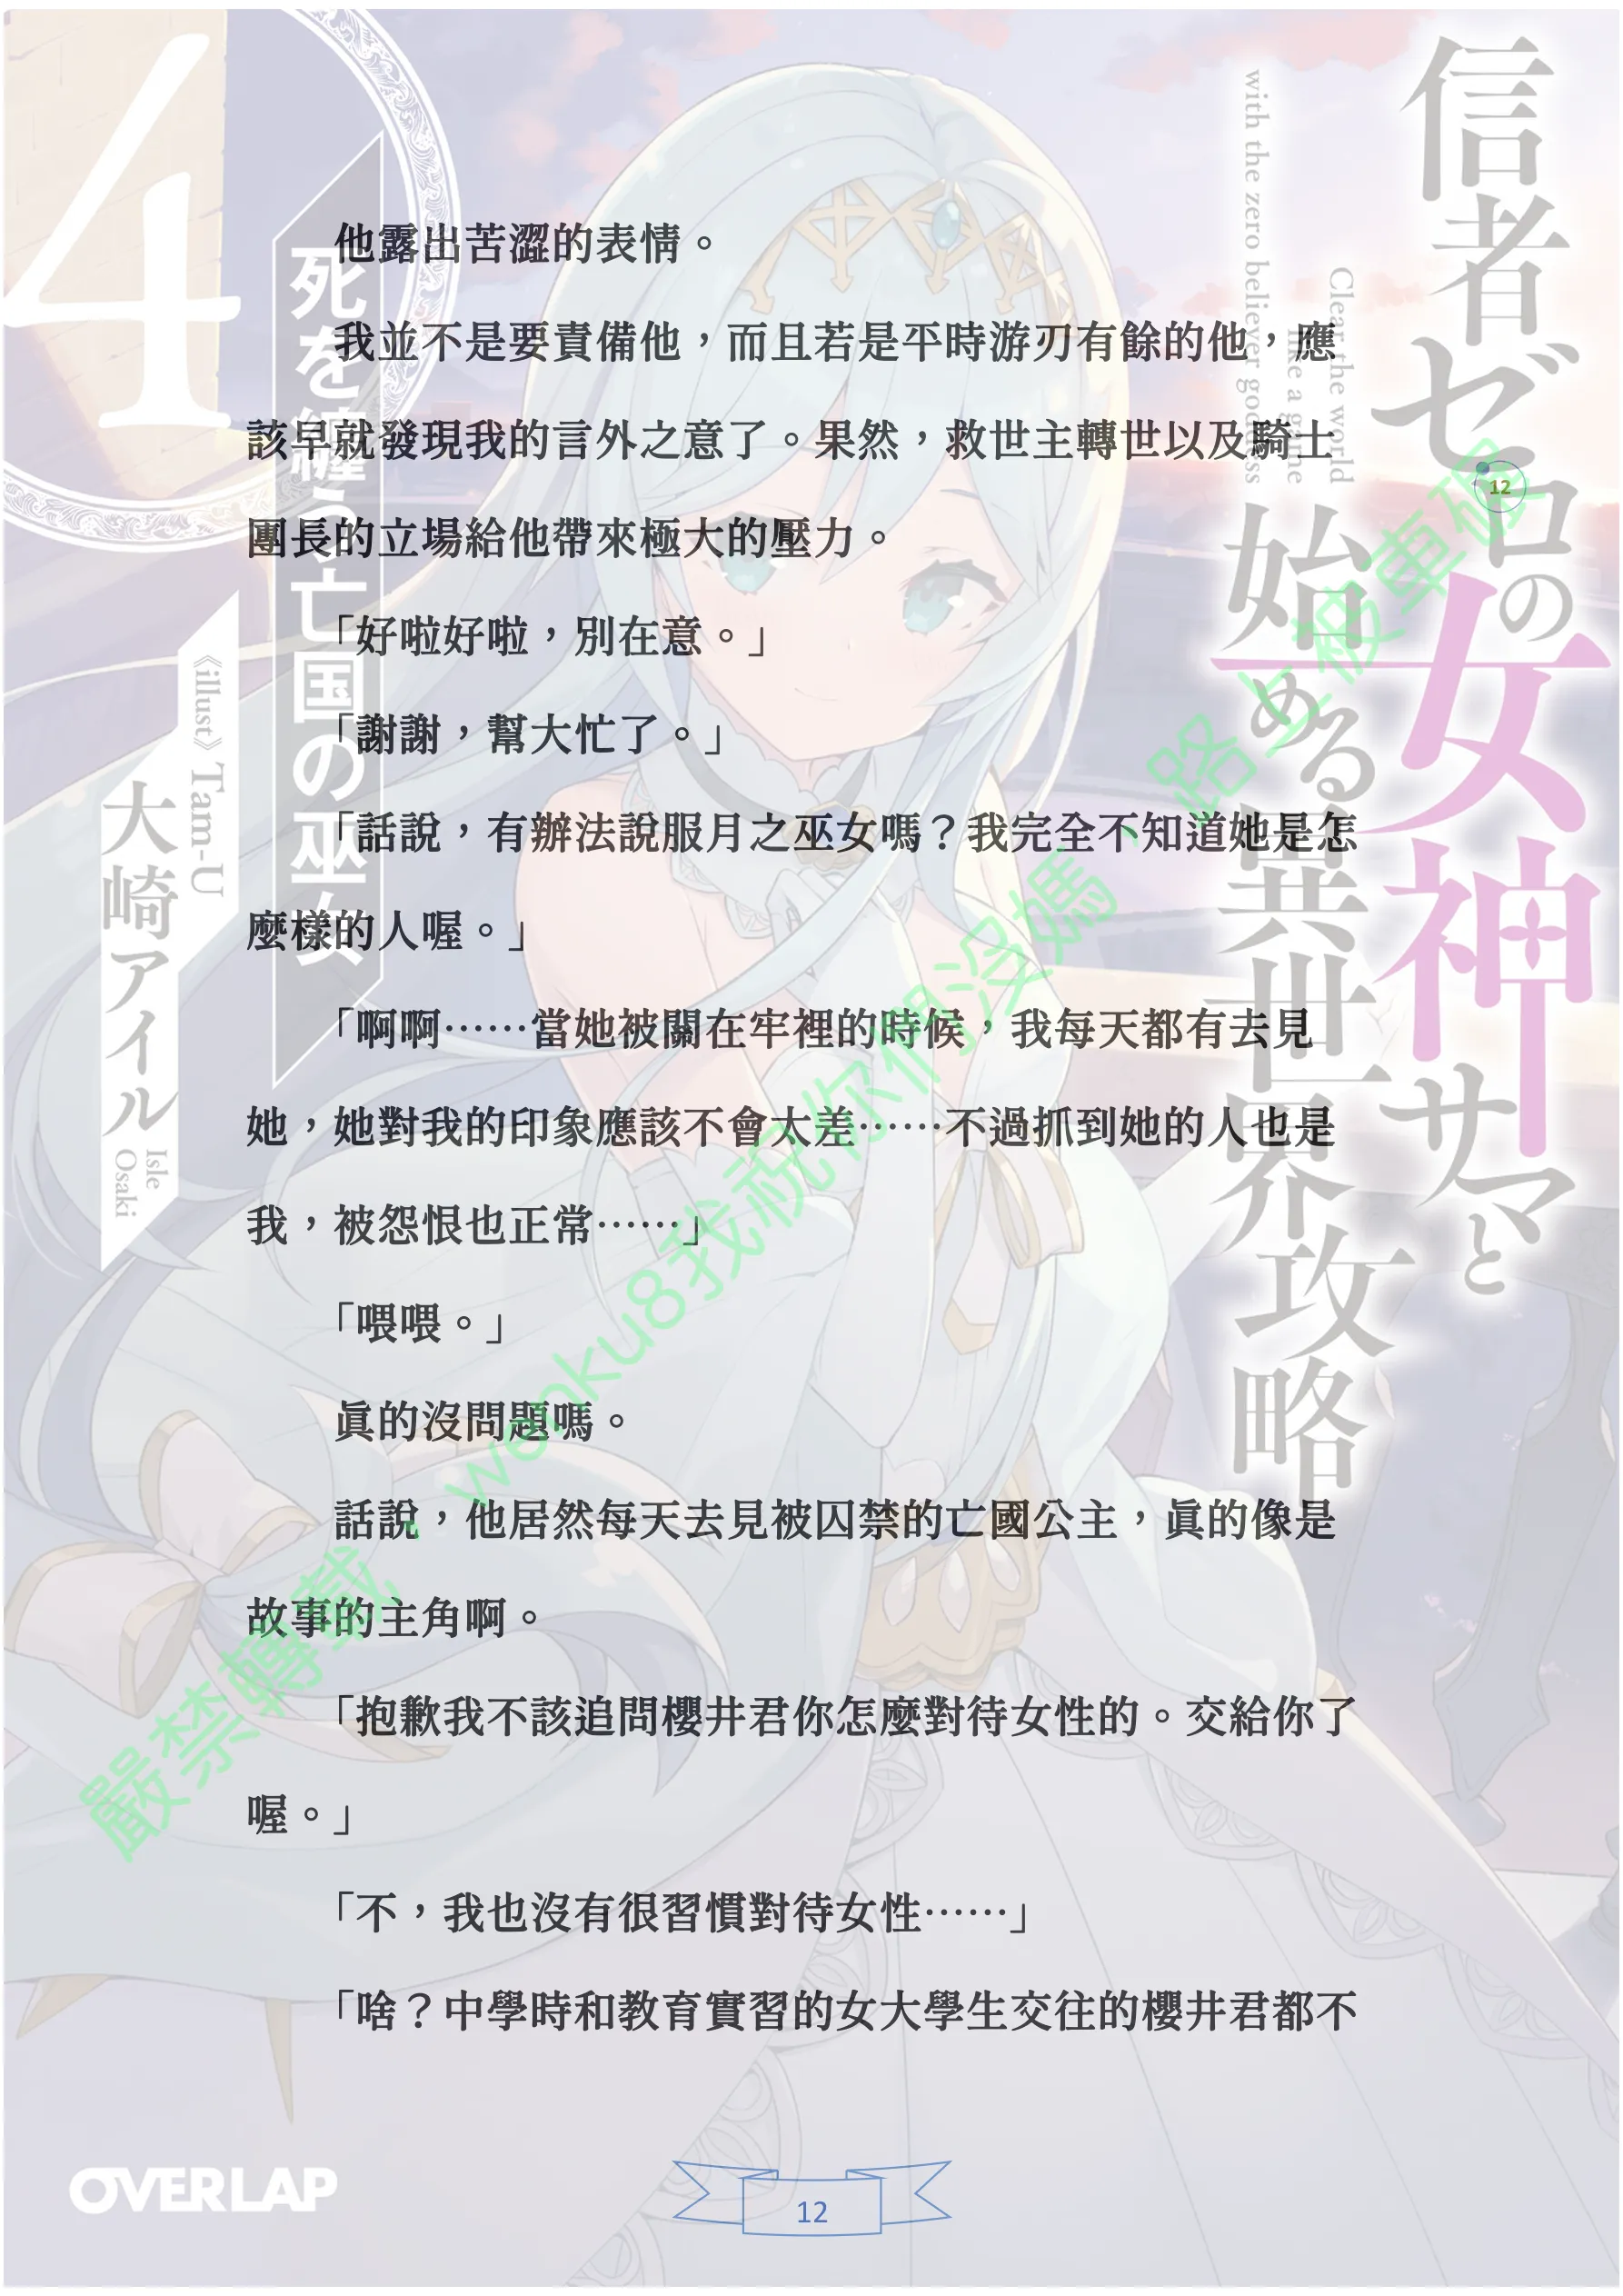 信者ゼロの女神サマと
始める異世界攻略
Clear the world
like a game
with the zero believer goddess
4
死を纏う亡国の巫女
《illust》Tam-U
大崎アイル
Isle
Osaki
12
他露出苦澀的表情。
我並不是要責備他，而且若是平時游刃有餘的他，應
該早就發現我的言外之意了。果然，救世主轉世以及騎士
團長的立場給他帶來極大的壓力。
「好啦好啦，別在意。」
「謝謝，幫大忙了。」
「話說，有辦法說服月之巫女嗎？我完全不知道她是怎
麼樣的人喔。」
「啊啊……當她被關在牢裡的時候，我每天都有去見
她，她對我的印象應該不會太差……不過抓到她的人也是
我，被怨恨也正常……」
「喂喂。」
眞的沒問題嗎。
話說，他居然每天去見被囚禁的亡國公主，眞的像是
故事的主角啊。
「抱歉我不該追問櫻井君你怎麼對待女性的。交給你了
喔。」
「不，我也沒有很習慣對待女性……」
「啥？中學時和教育實習的女大學生交往的櫻井君都不
嚴禁轉載，wenku8我祝你們沒媽，路上被車碾
OVERLAP
12